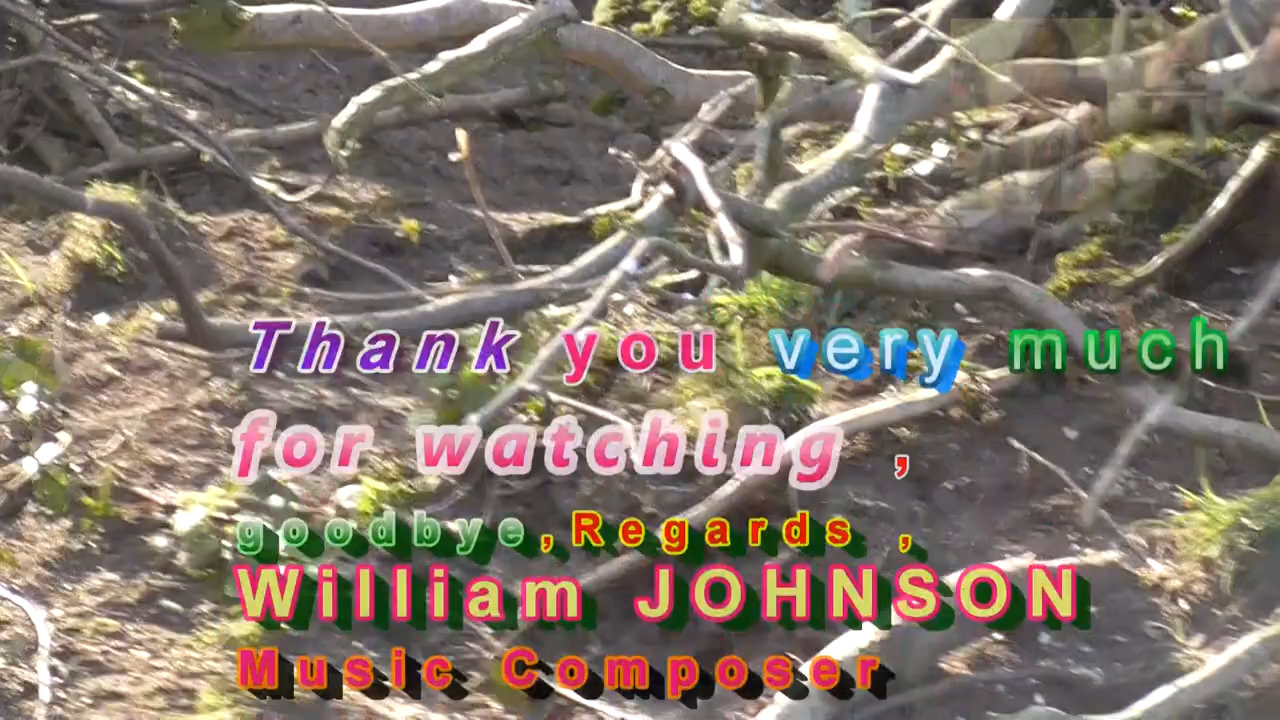 Thank you very much
for watching ,
goodbye,Regards ,
William JOHNSON
Music Composer